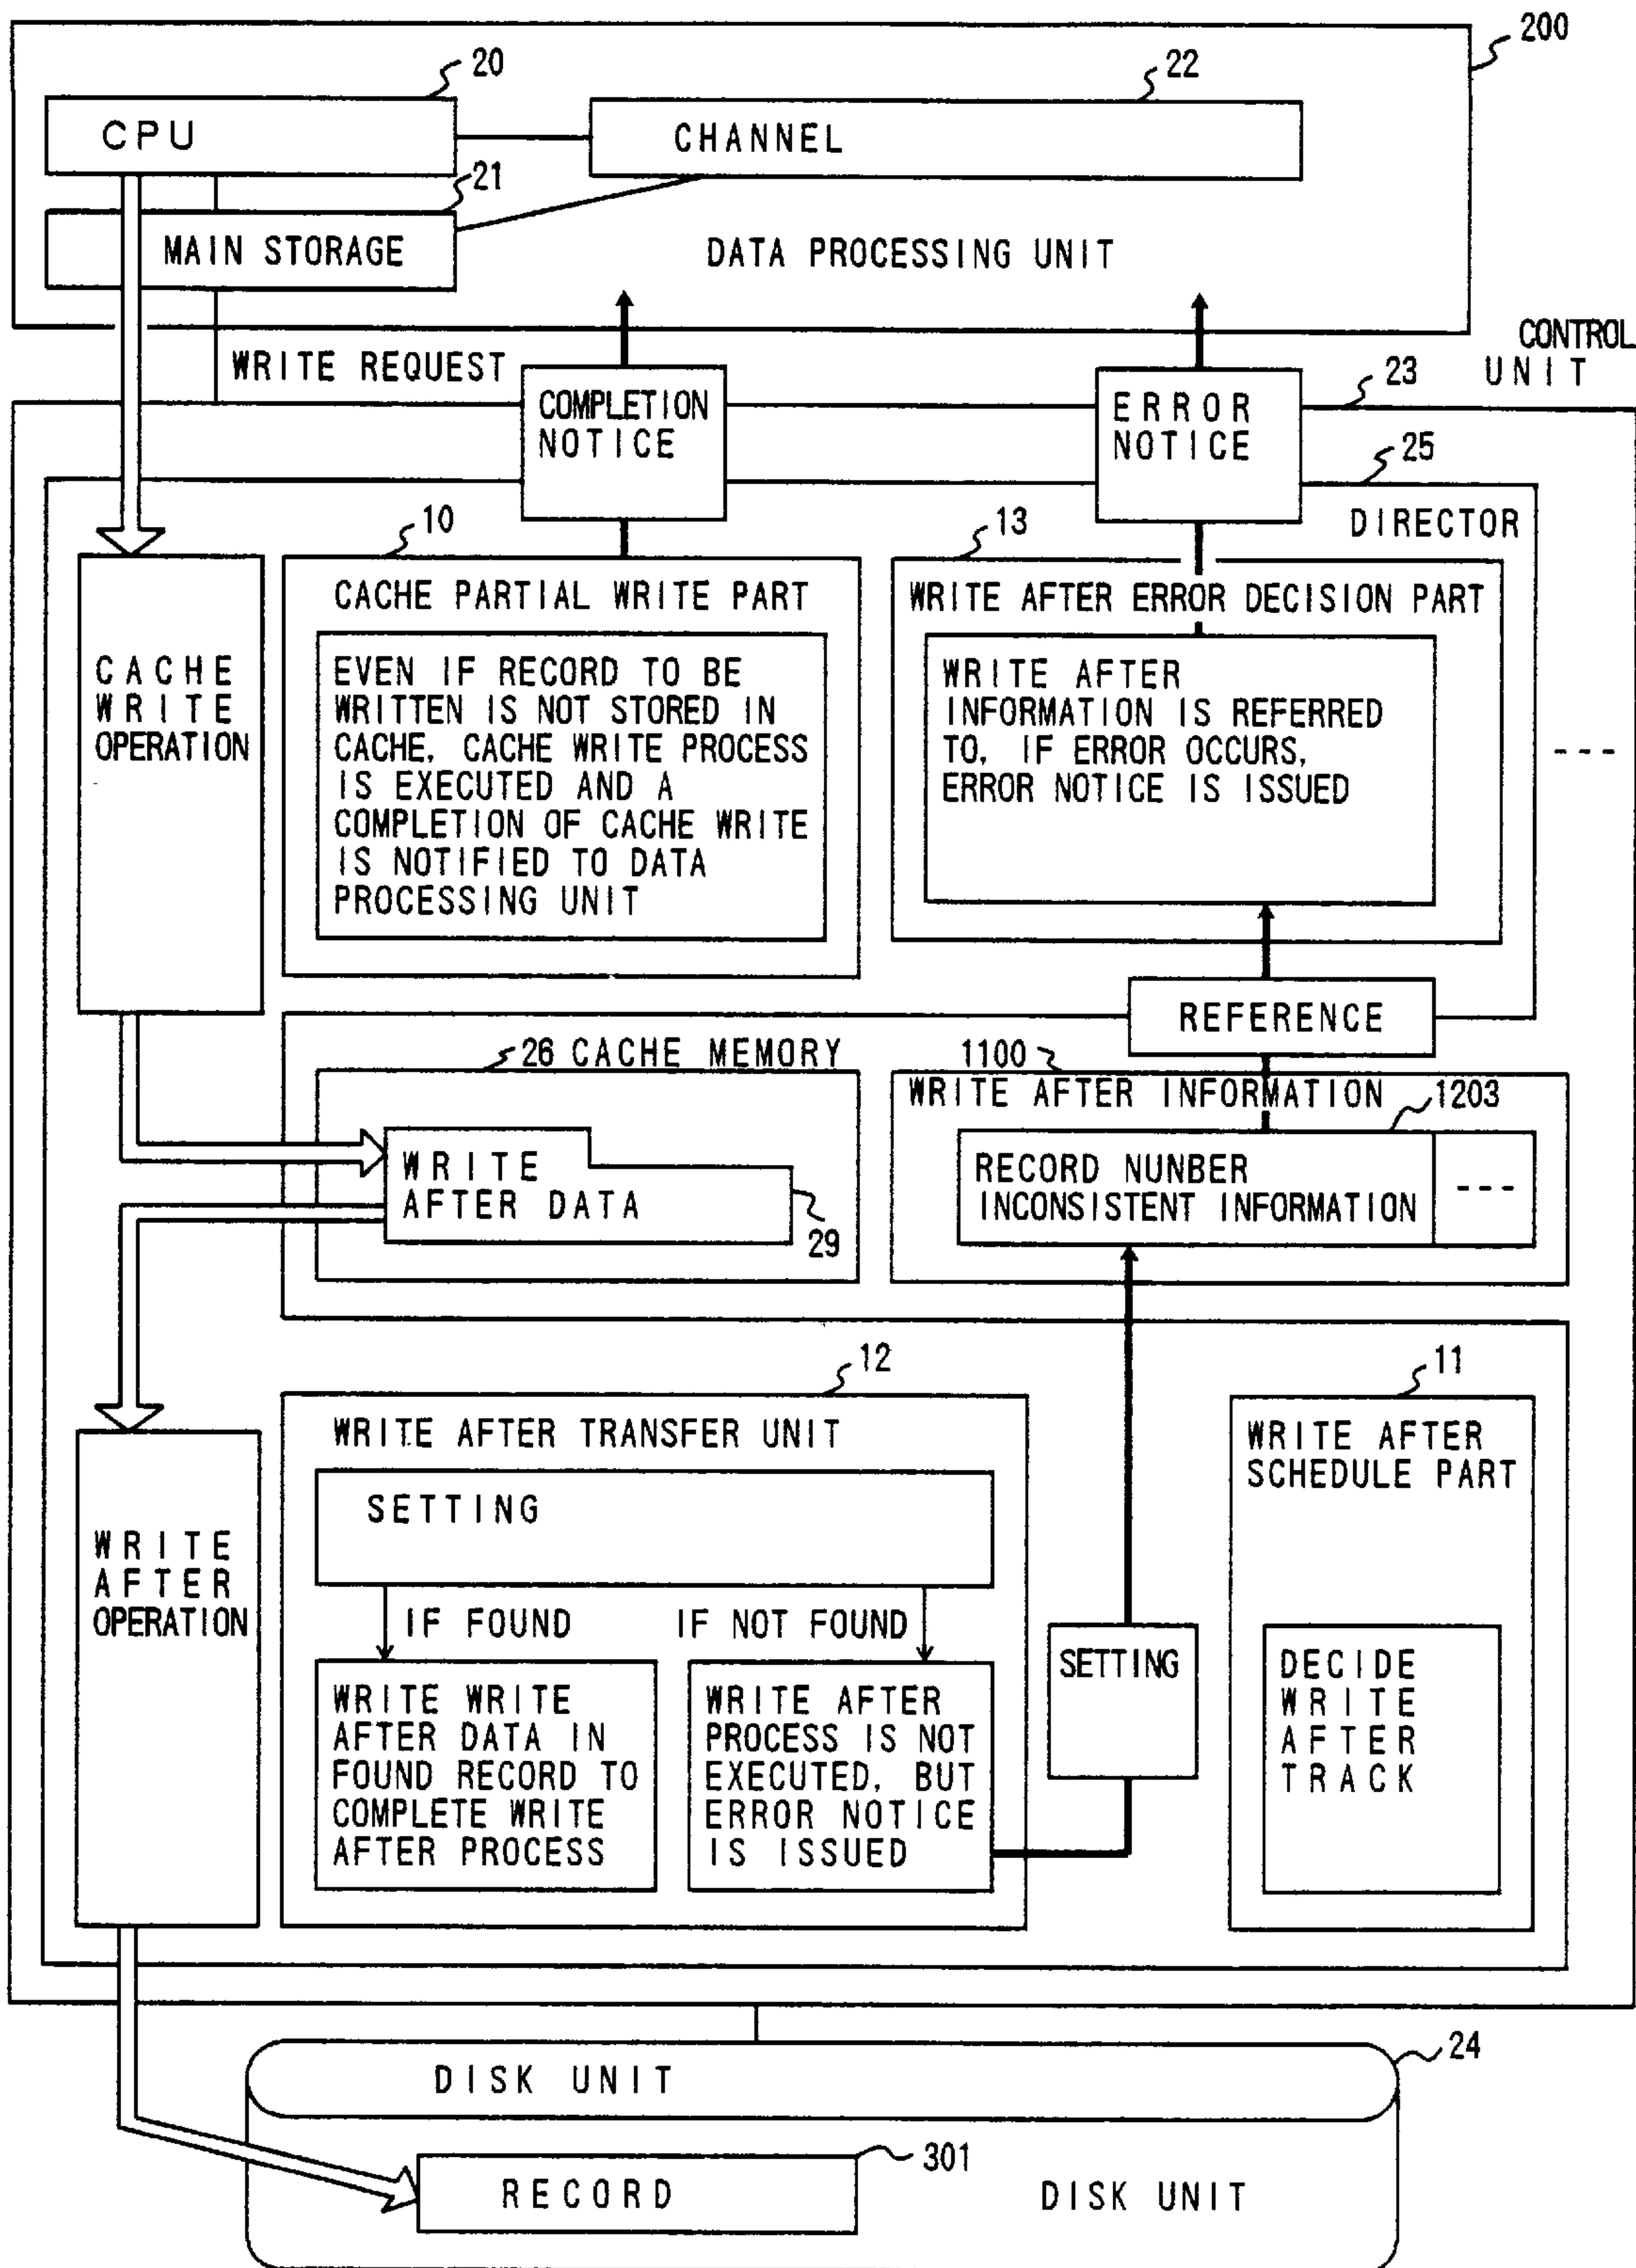 200
20
22
CPU
CHANNEL
21
MAIN STORAGE
DATA PROCESSING UNIT
CONTROL
UNIT
WRITE REQUEST
23
COMPLETION
NOTICE
ERROR
NOTICE
25
DIRECTOR
10
13
CACHE PARTIAL WRITE PART
WRITE AFTER ERROR DECISION PART
CACHE
WRITE
OPERATION
EVEN IF RECORD TO BE
WRITTEN IS NOT STORED IN
CACHE, CACHE WRITE PROCESS
IS EXECUTED AND A
COMPLETION OF CACHE WRITE
IS NOTIFIED TO DATA
PROCESSING UNIT
WRITE AFTER
INFORMATION IS REFERRED
TO, IF ERROR OCCURS,
ERROR NOTICE IS ISSUED
---
REFERENCE
26 CACHE MEMORY
1100
WRITE AFTER INFORMATION
1203
WRITE
AFTER DATA
29
RECORD NUNBER
INCONSISTENT INFORMATION
---
12
11
WRITE AFTER TRANSFER UNIT
WRITE AFTER
SCHEDULE PART
SETTING
WRITE
AFTER
OPERATION
IF FOUND
IF NOT FOUND
SETTING
WRITE WRITE
AFTER DATA IN
FOUND RECORD TO
COMPLETE WRITE
AFTER PROCESS
WRITE AFTER
PROCESS IS NOT
EXECUTED, BUT
ERROR NOTICE
IS ISSUED
DECIDE
WRITE
AFTER
TRACK
24
DISK UNIT
301
RECORD
DISK UNIT